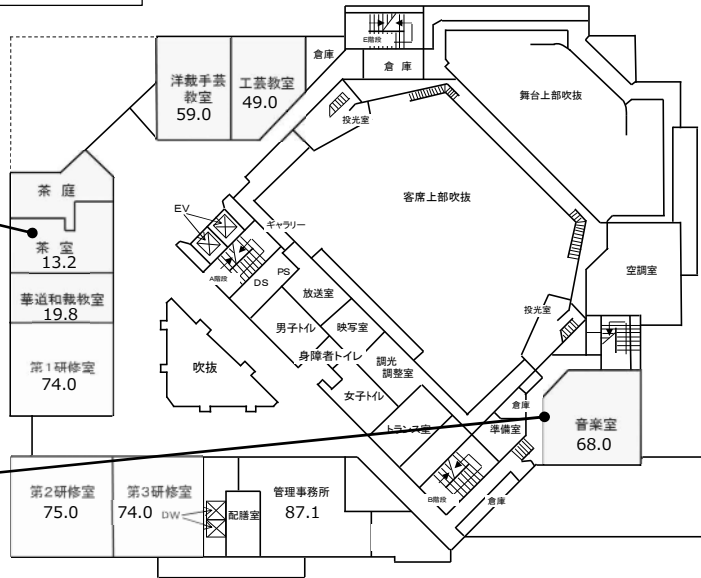 E階段
倉庫
倉 庫
洋裁手芸
教室
59.0
工芸教室
49.0
舞台上部吹抜
投光室
茶 庭
客席上部吹抜
EV
ギャラリー
茶 室
13.2
A階段
DS
PS
放送室
空調室
華道和裁教室
19.8
男子トイレ
映写室
投光室
身障者トイレ
調光
調整室
第1研修室
74.0
吹抜
女子トイレ
倉庫
トランス室
準備室
音楽室
68.0
第2研修室
75.0
第3研修室
74.0
DW
配膳室
管理事務所
87.1
B階段
倉庫